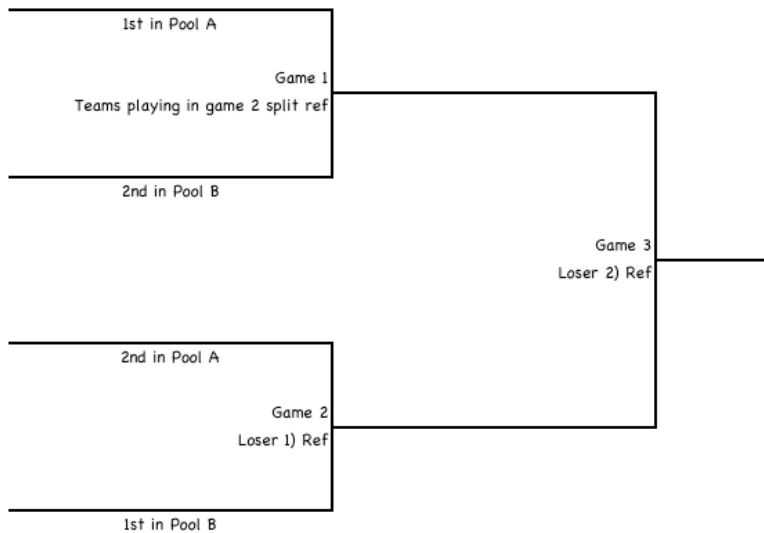 1st in Pool A
Game 1
Teams playing in game 2 split ref
2nd in Pool B
Game 3
Loser 2) Ref
2nd in Pool A
Game 2
Loser 1) Ref
1st in Pool B